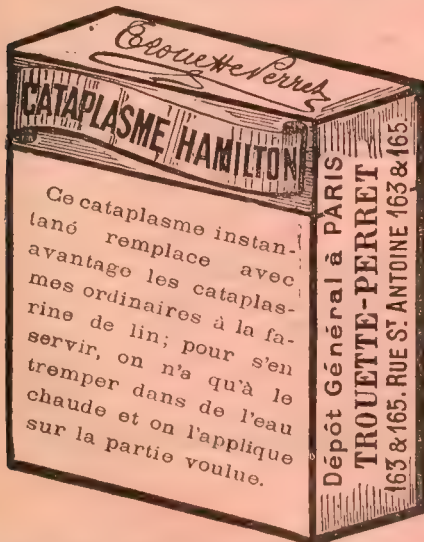 Trouette Perret
CATAPLASME HAMILTON
Ce cataplasme instan-
tané remplace avec
avantage les cataplas-
mes ordinaires à la fa-
rine de lin; pour s'en
servir, on n'a qu'à le
tremper dans de l'eau
chaude et on l'applique
sur la partie voulue.
Dépôt Général à PARIS
TROUETTE-PERRET
163 & 165. RUE ST ANTOINE 163 & 165